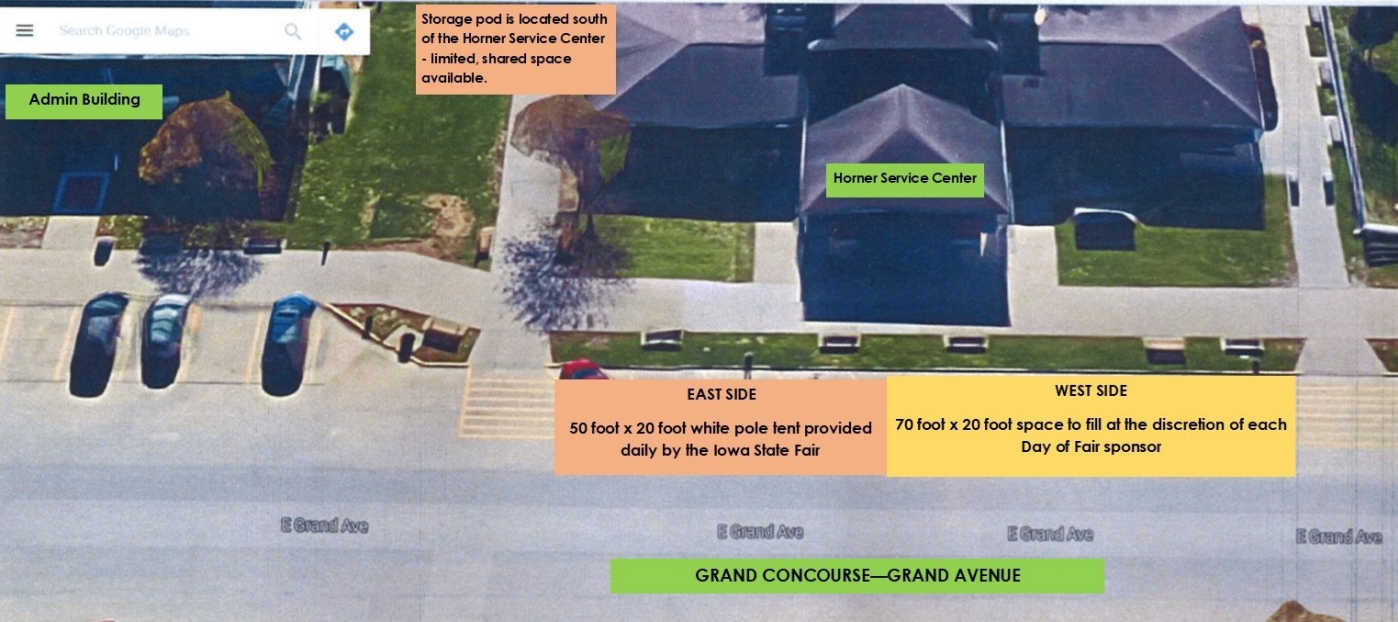 Search Google Maps
Storage pod is located south
of the Horner Service Center
- limited, shared space
available.
Admin Building
Horner Service Center
EAST SIDE
50 foot x 20 foot white pole tent provided
daily by the Iowa State Fair
WEST SIDE
70 foot x 20 foot space to fill at the discretion of each
Day of Fair sponsor
E Grand Ave
E Grand Ave
E Grand Ave
E Grand Ave
GRAND CONCOURSE—GRAND AVENUE